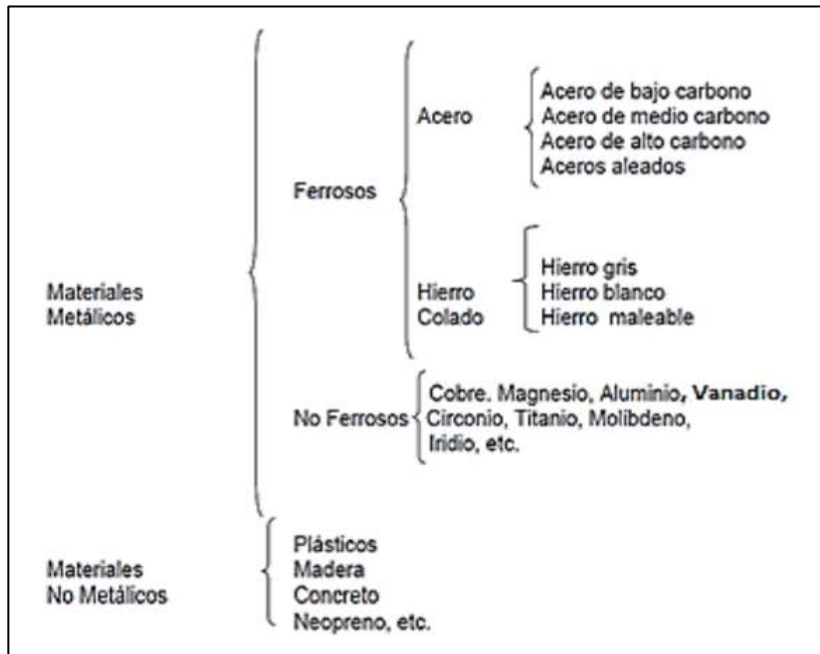 Acero
Acero de bajo carbono
Acero de medio carbono
Acero de alto carbono
Aceros aleados
Ferrosos
Materiales
Metálicos
Hierro
Colado
Hierro gris
Hierro blanco
Hierro maleable
No Ferrosos
Cobre. Magnesio, Aluminio, Vanadio,
Circonio, Titanio, Molibdeno,
Iridio, etc.
Materiales
No Metálicos
Plásticos
Madera
Concreto
Neopreno, etc.